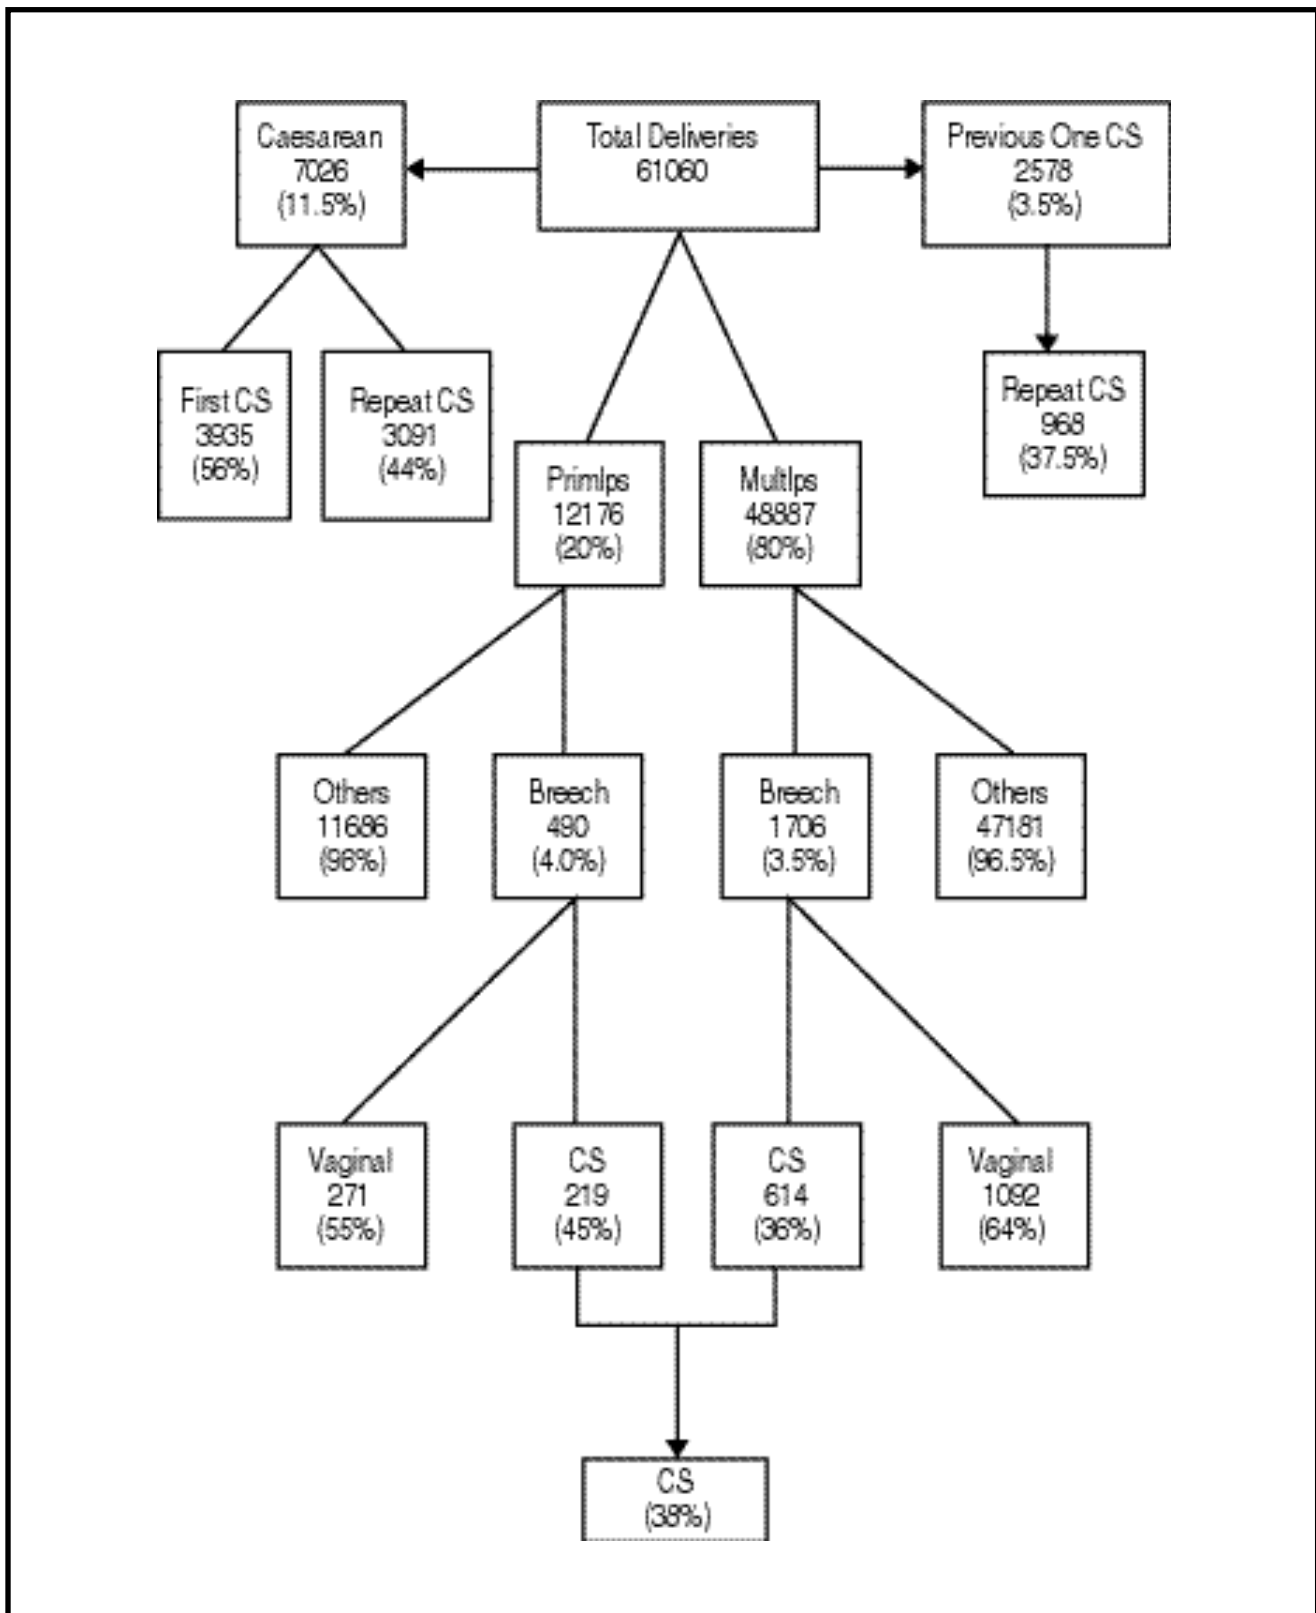 Caesarean
7026
(11.5%)
Total Deliveries
61060
Previous One CS
2578
(3.5%)
First CS
3935
(56%)
Repeat CS
3091
(44%)
Repeat CS
968
(37.5%)
PrimIps
12176
(20%)
MultIps
48887
(80%)
Others
11686
(96%)
Breech
490
(4.0%)
Breech
1706
(3.5%)
Others
47181
(96.5%)
Vaginal
271
(55%)
CS
219
(45%)
CS
614
(36%)
Vaginal
1092
(64%)
CS
(38%)